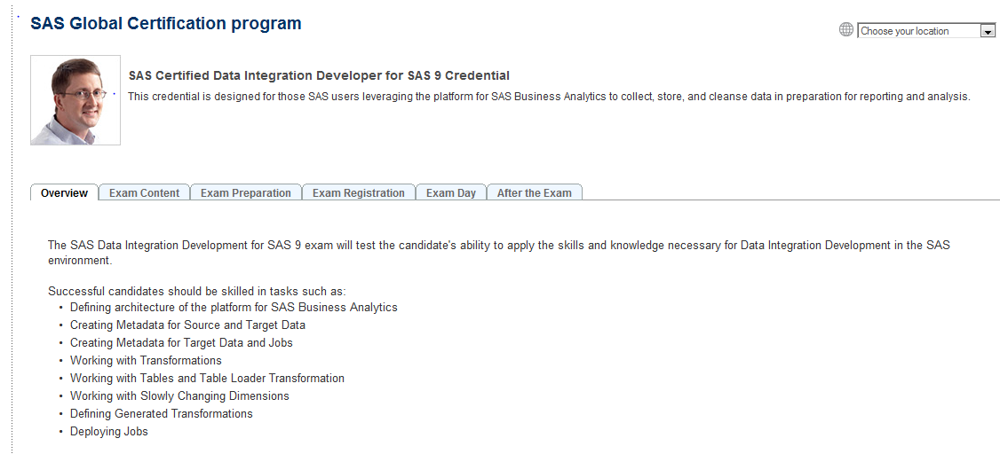 SAS Global Certification program
Choose your location
SAS Certified Data Integration Developer for SAS 9 Credential
This credential is designed for those SAS users leveraging the platform for SAS Business Analytics to collect, store, and cleanse data in preparation for reporting and analysis.
Overview Exam Content Exam Preparation Exam Registration Exam Day After the Exam
The SAS Data Integration Development for SAS 9 exam will test the candidate's ability to apply the skills and knowledge necessary for Data Integration Development in the SAS
environment.
Successful candidates should be skilled in tasks such as:
• Defining architecture of the platform for SAS Business Analytics
• Creating Metadata for Source and Target Data
• Creating Metadata for Target Data and Jobs
• Working with Transformations
• Working with Tables and Table Loader Transformation
• Working with Slowly Changing Dimensions
• Defining Generated Transformations
• Deploying Jobs